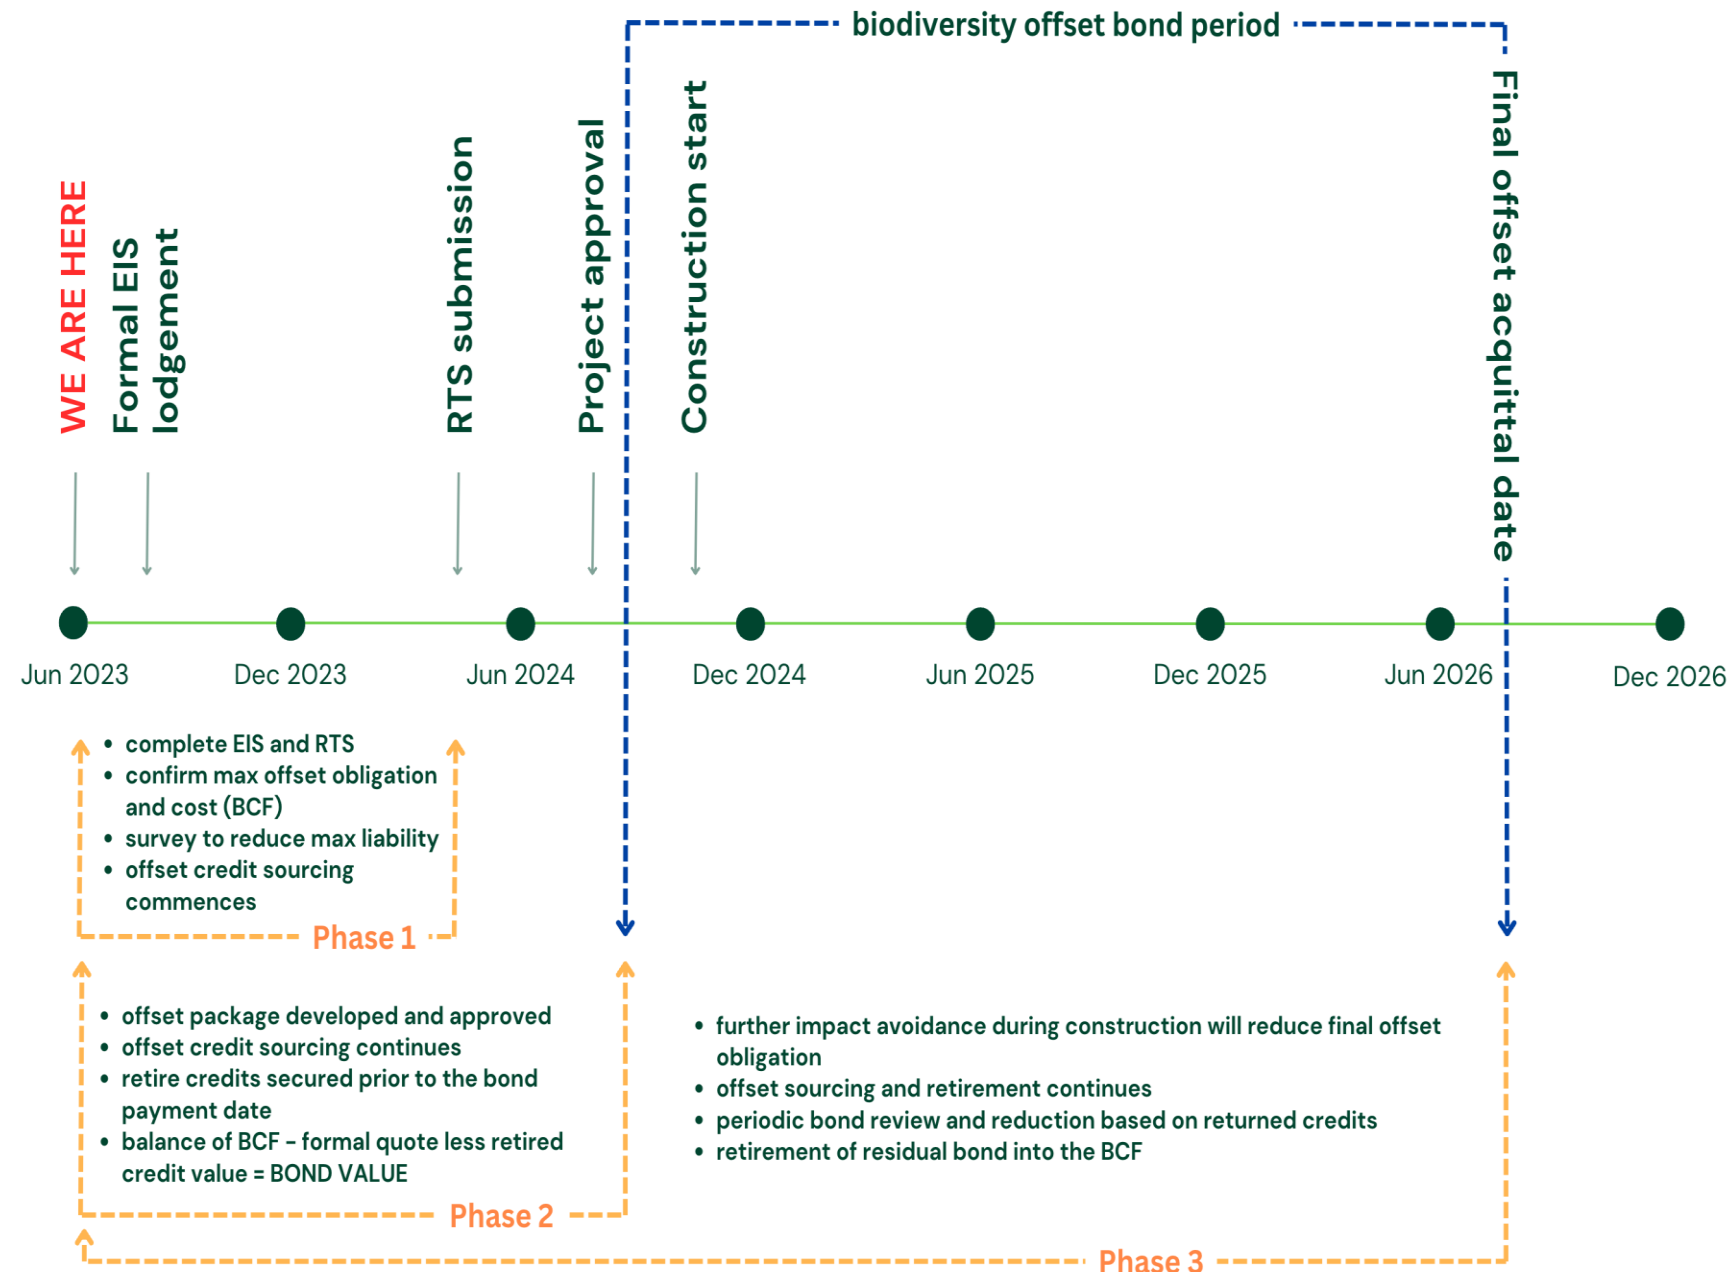 biodiversity offset bond period
WE ARE HERE
Formal EIS
lodgement
RTS submission
Project approval
Construction start
Final offset acquittal date
Jun 2023
Dec 2023
Jun 2024
Dec 2024
Jun 2025
Dec 2025
Jun 2026
Dec 2026
• complete EIS and RTS
• confirm max offset obligation
and cost (BCF)
• survey to reduce max liability
• offset credit sourcing
commences
Phase 1
• offset package developed and approved
• offset credit sourcing continues
• retire credits secured prior to the bond
payment date
• balance of BCF - formal quote less retired
credit value = BOND VALUE
Phase 2
• further impact avoidance during construction will reduce final offset
obligation
• offset sourcing and retirement continues
• periodic bond review and reduction based on returned credits
• retirement of residual bond into the BCF
Phase 3